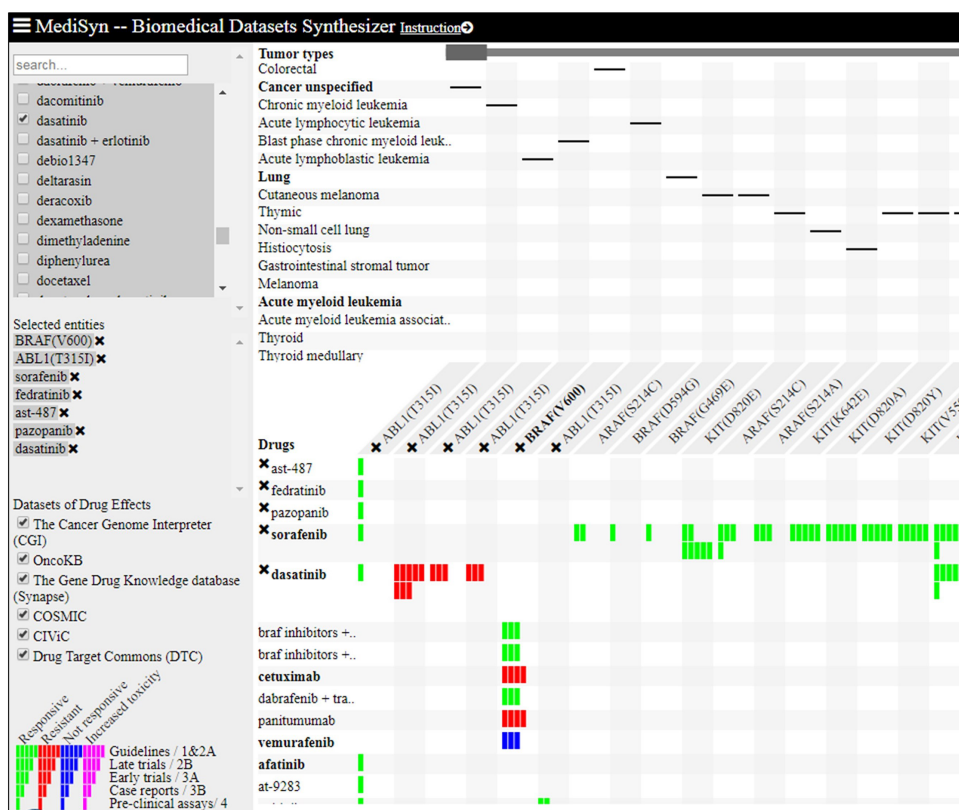 MediSyn -- Biomedical Datasets Synthesizer Instruction
search...
dacomitinib
dasatinib
dasatinib + erlotinib
debio1347
deltarasin
deracoxib
dexamethasone
dimethyladenine
diphenylurea
docetaxel
Selected entities
BRAF(V600)
ABL1(T315I)
sorafenib
fedratinib
ast-487
pazopanib
dasatinib
Datasets of Drug Effects
The Cancer Genome Interpreter
(CGI)
OncoKB
The Gene Drug Knowledge database
(Synapse)
COSMIC
CIViC
Drug Target Commons (DTC)
Responsive
Resistant
Not responsive
Increased toxicity
Guidelines / 1&2A
Late trials / 2B
Early trials / 3A
Case reports / 3B
Pre-clinical assays/ 4
Tumor types
Colorectal
Cancer unspecified
Chronic myeloid leukemia
Acute lymphocytic leukemia
Blast phase chronic myeloid leuk..
Acute lymphoblastic leukemia
Lung
Cutaneous melanoma
Thymic
Non-small cell lung
Histiocytosis
Gastrointestinal stromal tumor
Melanoma
Acute myeloid leukemia
Acute myeloid leukemia associat..
Thyroid
Thyroid medullary
ABL1(T315I)
ABL1(T315I)
ABL1(T315I)
ABL1(T315I)
BRAF(V600)
ABL1(T315I)
ARAF(S214C)
BRAF(D594G)
BRAF(G469E)
KIT(D820E)
ARAF(S214C)
ARAF(S214A)
KIT(K642E)
KIT(D820A)
KIT(D820Y)
Drugs
ast-487
fedratinib
pazopanib
sorafenib
dasatinib
braf inhibitors +..
braf inhibitors +..
cetuximab
dabrafenib + tra..
panitumumab
vemurafenib
afatinib
at-9283